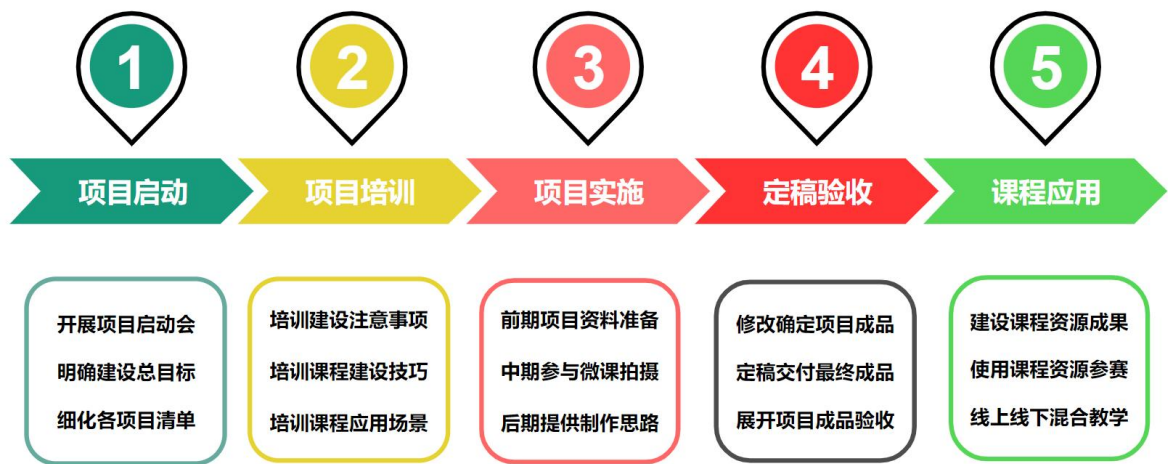 1
2
3
4
5
项目启动
项目培训
项目实施
定稿验收
课程应用
开展项目启动会
明确建设总目标
细化各项目清单
培训建设注意事项
培训课程建设技巧
培训课程应用场景
前期项目资料准备
中期参与微课拍摄
后期提供制作思路
修改确定项目成品
定稿交付最终成品
展开项目成品验收
建设课程资源成果
使用课程资源参赛
线上线下混合教学